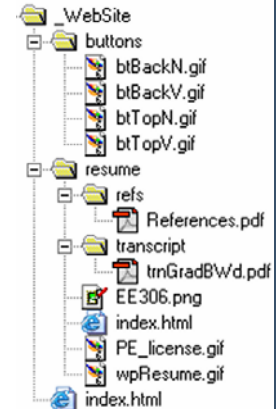 _WebSite
buttons
btBackN.gif
btBackV.gif
btTopN.gif
btTopV.gif
resume
refs
References.pdf
transcript
trnGradBWd.pdf
EE306.png
index.html
PE_license.gif
wpResume.gif
index.html